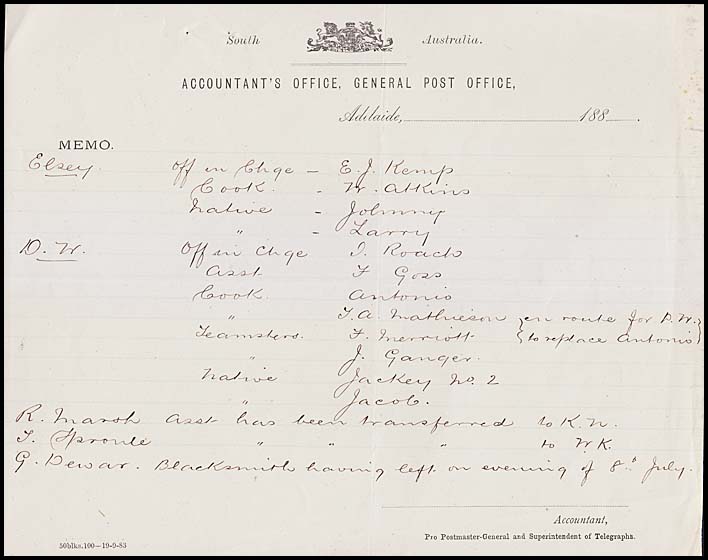 South Australia.
ACCOUNTANT'S OFFICE, GENERAL POST OFFICE,
Adelaide, 188 .
MEMO.
Elsey. Off in Chge – E. J. Kemp
Cook. – W. Atkins
Native – Johnny
" – Larry
D. W. Off in Chge I. Roach
Asst F Goss
Cook. Antonio
" T. A. Mathieson } en route for D. W. }
Teamsters. F. Merriott { to replace Antonio }
" J. Ganger.
Native Jackey No. 2
" Jacob.
R. Marsh Asst has been transferred to K. W.
T. Sproule " " " to W. K.
G. Dewar. Blacksmith having left on evening of 8th July.
Accountant,
50blks.100—19-9-83 Pro Postmaster-General and Superintendent of Telegraphs.